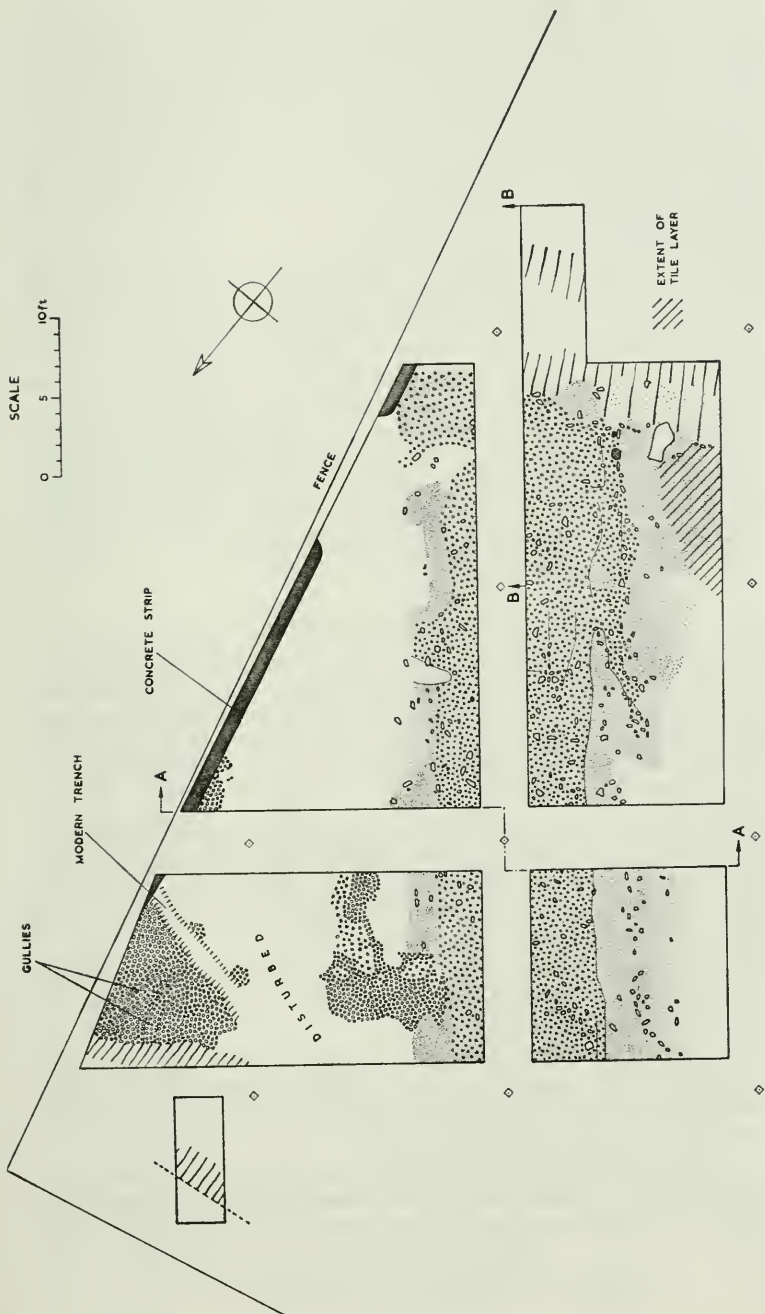 SCALE
0 5 10ft
FENCE
CONCRETE STRIP
MODERN TRENCH
GULLIES
A
DISTURBED
B
B
A
EXTENT OF
TILE LAYER